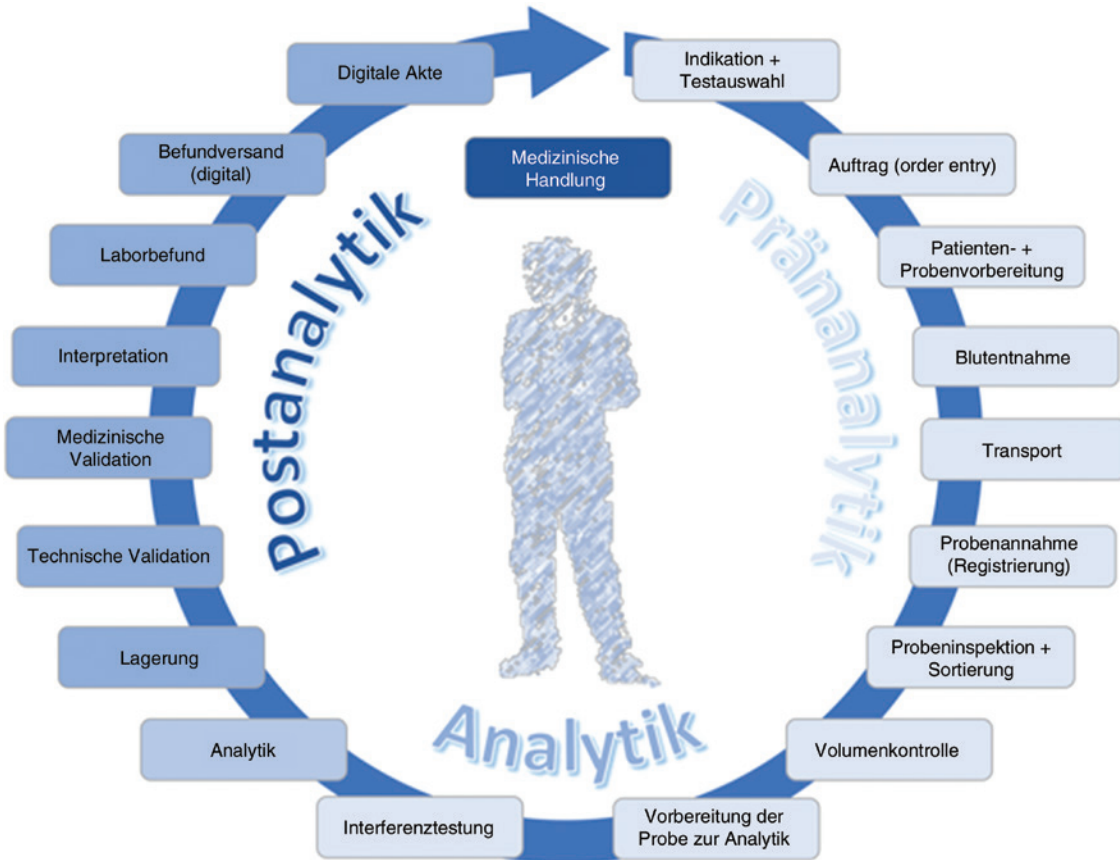 Digitale Akte
Indikation +
Testauswahl
Befundversand
(digital)
Medizinische
Handlung
Auftrag (order entry)
Laborbefund
Patienten- +
Probenvorbereitung
Interpretation
Blutentnahme
Medizinische
Validation
Transport
Technische Validation
Probenannahme
(Registrierung)
Postanalytik
Pränanalytik
Lagerung
Probeninspektion +
Sortierung
Analytik
Analytik
Volumenkontrolle
Interferenztestung
Vorbereitung der
Probe zur Analytik